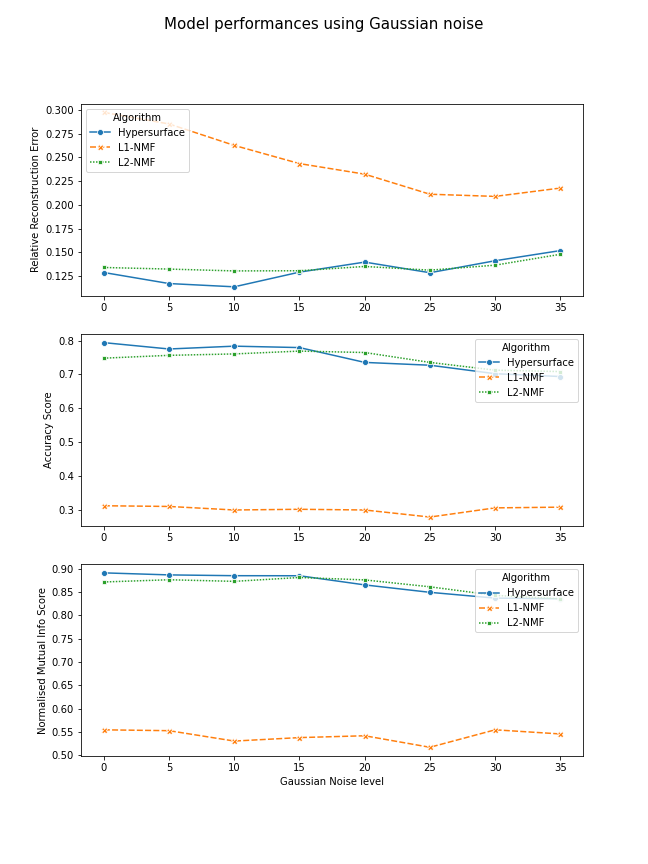 Model performances using Gaussian noise
Relative Reconstruction Error
0.300
0.275
0.250
0.225
0.200
0.175
0.150
0.125
Algorithm
Hypersurface
L1-NMF
L2-NMF
0 5 10 15 20 25 30 35
Accuracy Score
0.8
0.7
0.6
0.5
0.4
0.3
Algorithm
Hypersurface
L1-NMF
L2-NMF
0 5 10 15 20 25 30 35
Normalised Mutual Info Score
0.90
0.85
0.80
0.75
0.70
0.65
0.60
0.55
0.50
Algorithm
Hypersurface
L1-NMF
L2-NMF
0 5 10 15 20 25 30 35
Gaussian Noise level